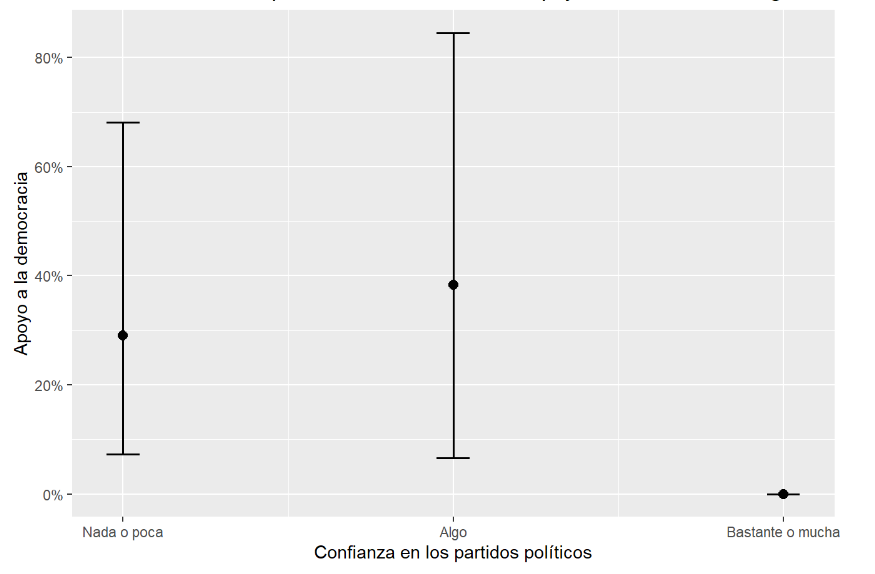 80%
60%
40%
20%
0%
Apoyo a la democracia
Nada o poca
Algo
Bastante o mucha
Confianza en los partidos políticos